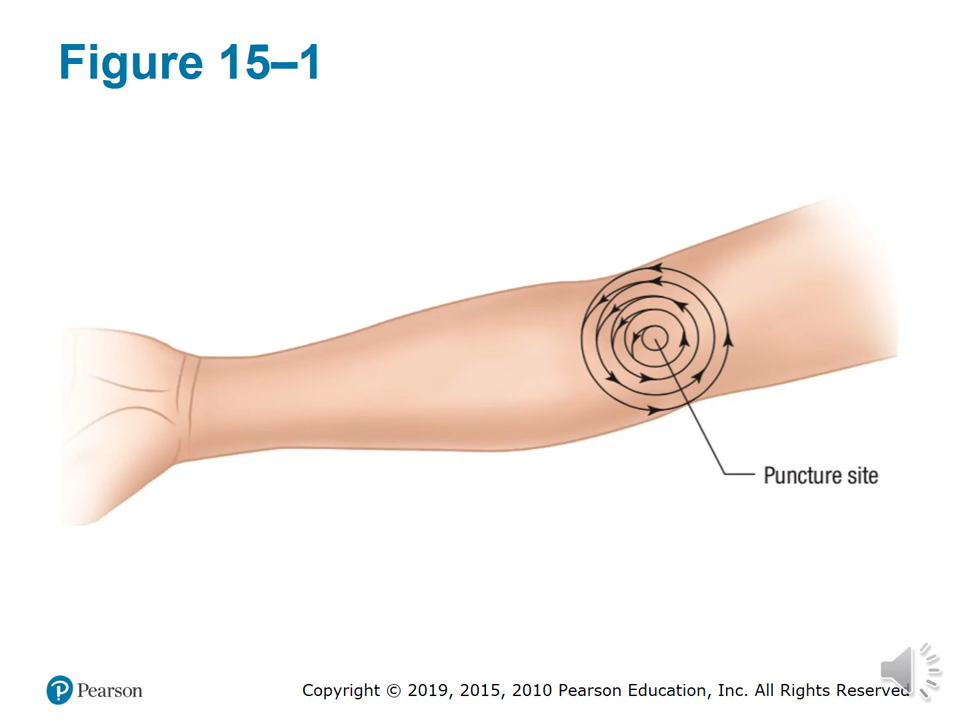 Figure 15–1
Puncture site
Pearson
Copyright © 2019, 2015, 2010 Pearson Education, Inc. All Rights Reserved